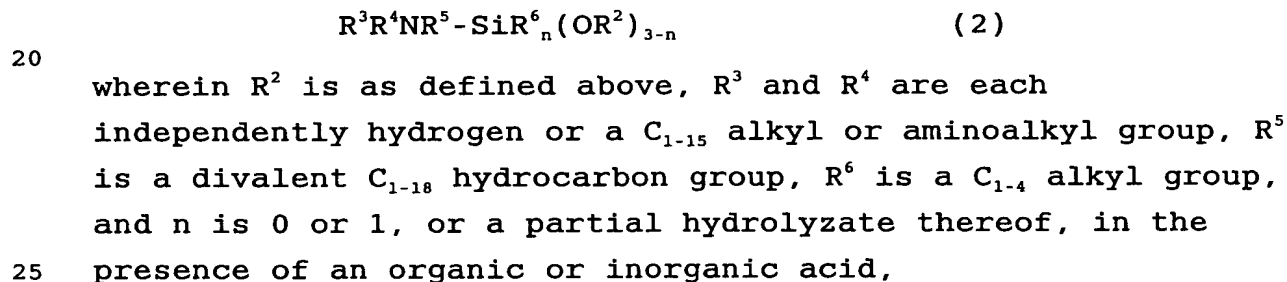 R³R⁴NR⁵-SiR⁶ₙ(OR²)₃₋ₙ (2)
20
wherein R² is as defined above, R³ and R⁴ are each
independently hydrogen or a C₁₋₁₅ alkyl or aminoalkyl group, R⁵
is a divalent C₁₋₁₈ hydrocarbon group, R⁶ is a C₁₋₄ alkyl group,
and n is 0 or 1, or a partial hydrolyzate thereof, in the
25 presence of an organic or inorganic acid,